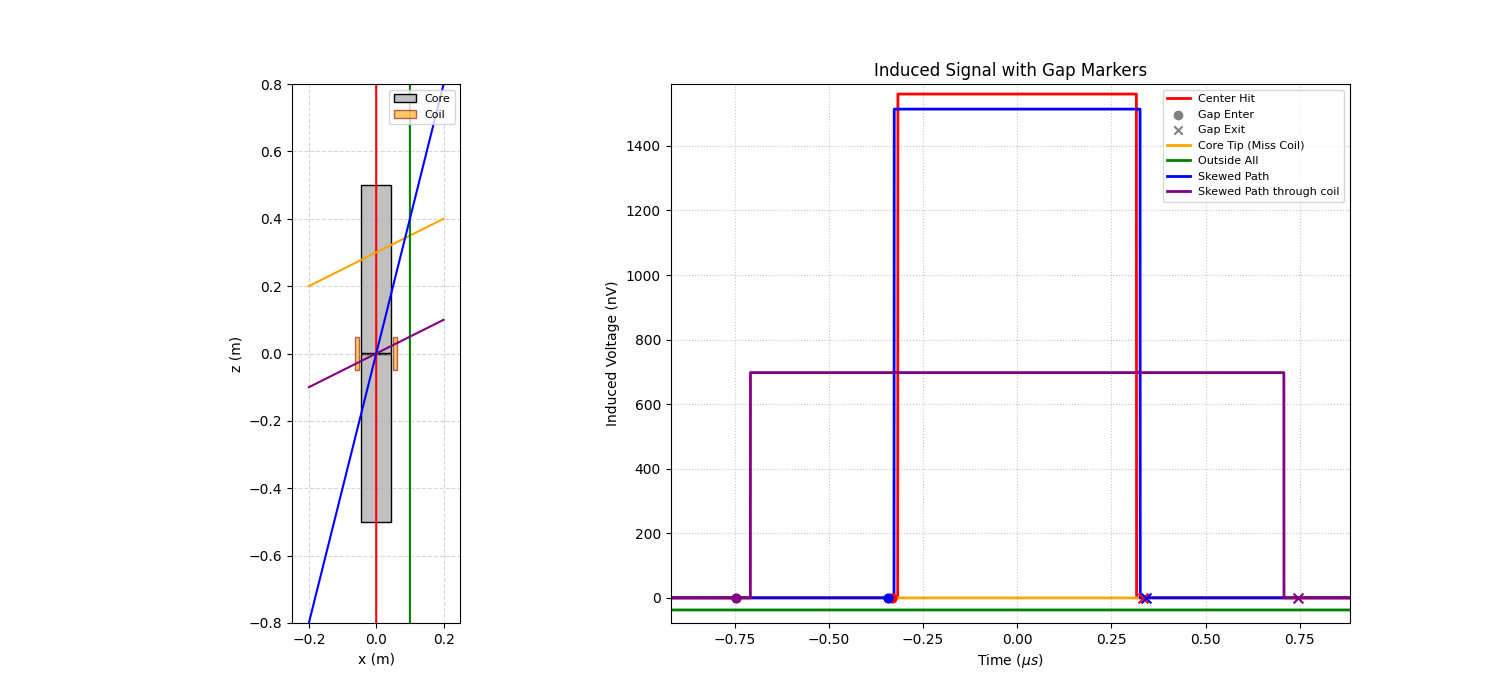 0.8
0.6
0.4
0.2
0.0
−0.2
−0.4
−0.6
−0.8
z (m)
−0.2 0.0 0.2
x (m)
Core
Coil
Induced Signal with Gap Markers
1400
1200
1000
800
600
400
200
0
Induced Voltage (nV)
−0.75 −0.50 −0.25 0.00 0.25 0.50 0.75
Time (μs)
Center Hit
Gap Enter
Gap Exit
Core Tip (Miss Coil)
Outside All
Skewed Path
Skewed Path through coil